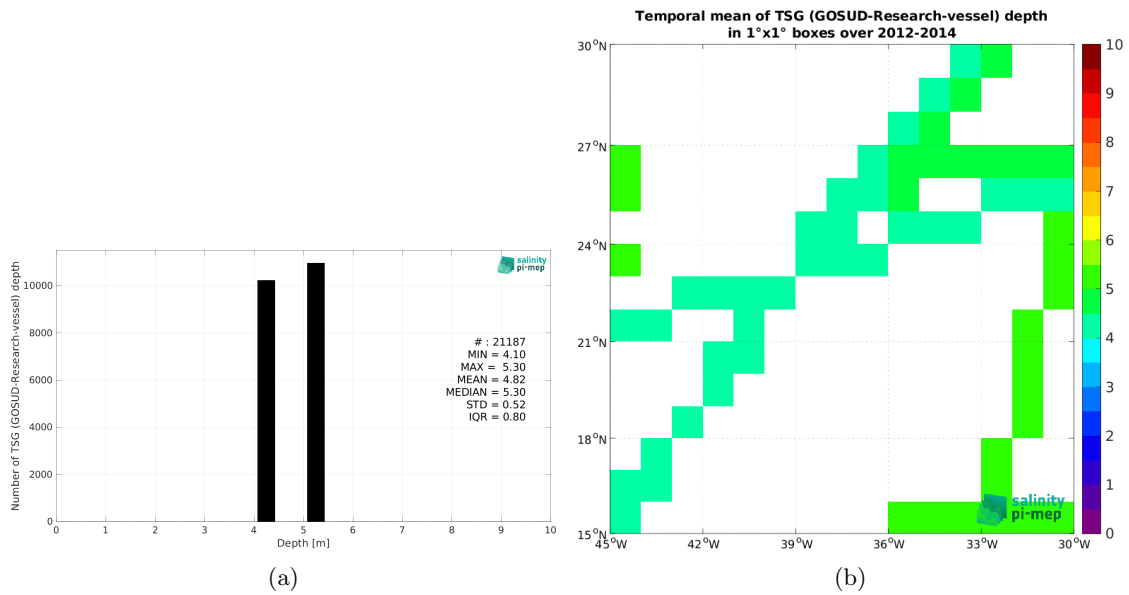 Number of TSG (GOSUD-Research-vessel) depth
10000
8000
6000
4000
2000
0
0 1 2 3 4 5 6 7 8 9 10
Depth [m]
salinity
pi-mep
# : 21187
MIN = 4.10
MAX = 5.30
MEAN = 4.82
MEDIAN = 5.30
STD = 0.52
IQR = 0.80
(a)
Temporal mean of TSG (GOSUD-Research-vessel) depth
in 1°x1° boxes over 2012-2014
30°N
27°N
24°N
21°N
18°N
15°N
45°W 42°W 39°W 36°W 33°W 30°W
salinity
pi-mep
10
9
8
7
6
5
4
3
2
1
0
(b)